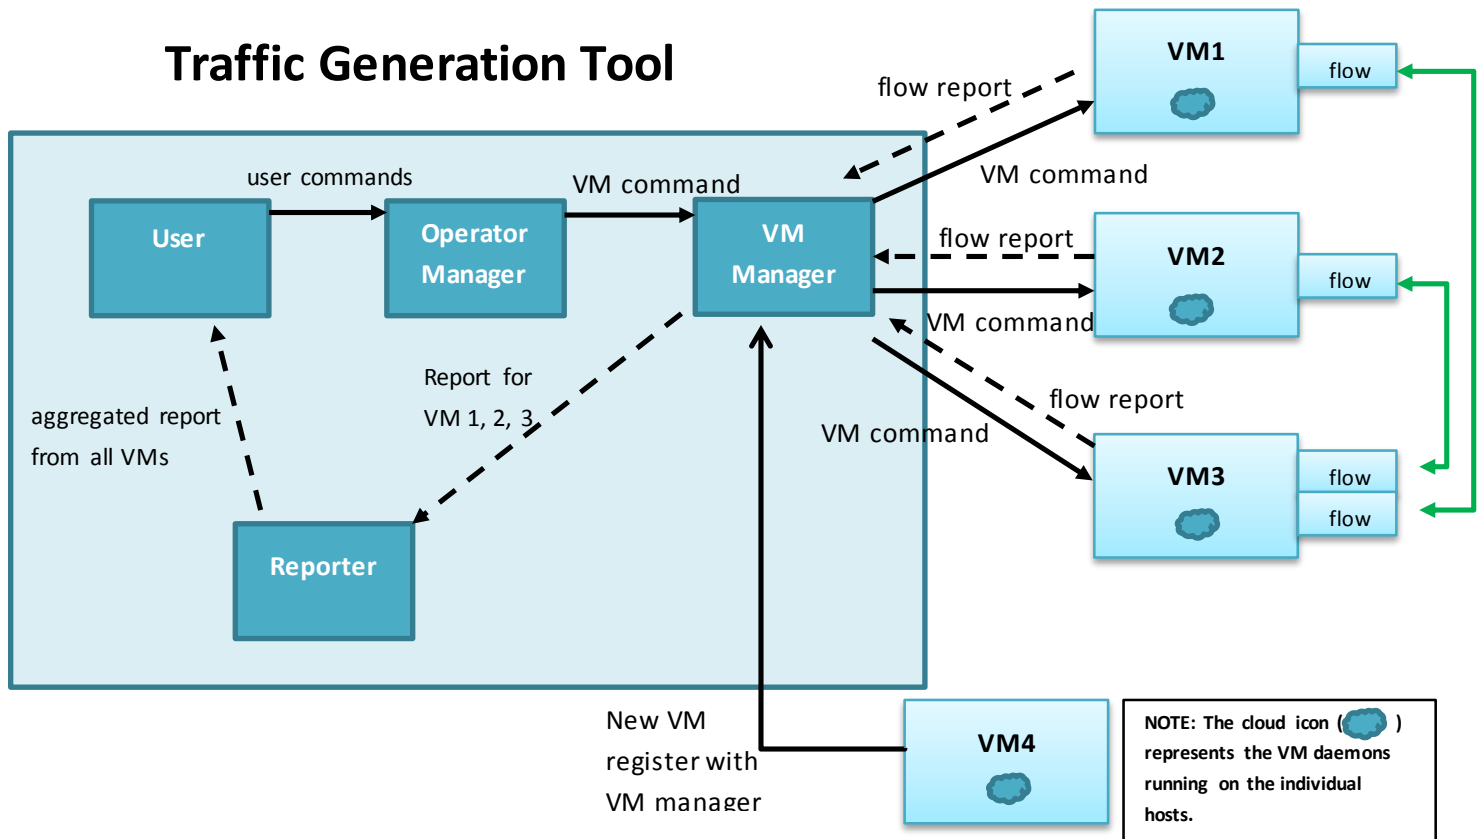 Traffic Generation Tool
user commands
VM command
User
Operator
Manager
VM
Manager
aggregated report
from all VMs
Report for
VM 1, 2, 3
Reporter
flow report
VM command
flow report
VM command
flow report
VM command
VM1
flow
VM2
flow
VM3
flow
flow
New VM
register with
VM manager
VM4
NOTE: The cloud icon ( )
represents the VM daemons
running on the individual
hosts.